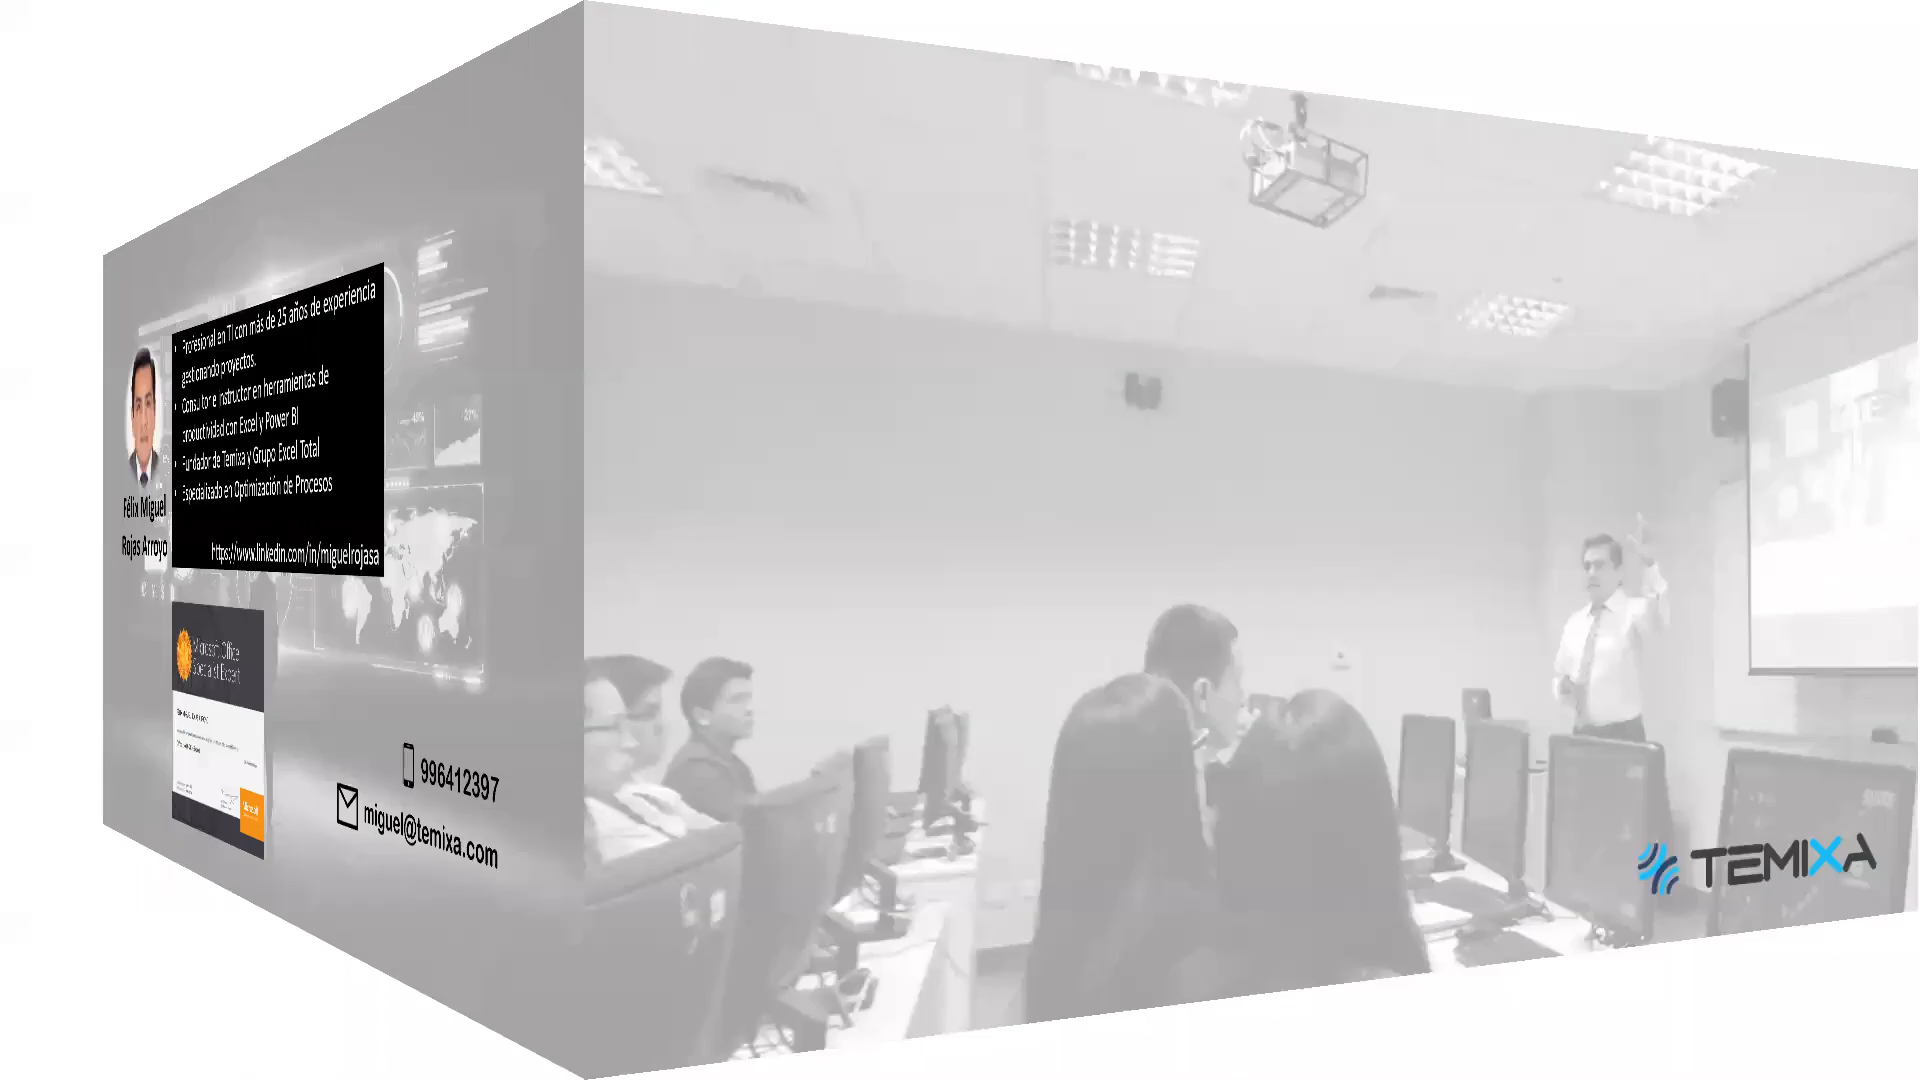 • Profesional en TI con más de 25 años de experiencia
gestionando proyectos.
• Consultor e Instructor en herramientas de
productividad con Excel y Power BI
• Fundador de Temixa y Grupo Excel Total
• Especializado en Optimización de Procesos
https://www.linkedin.com/in/miguelrojasa
Félix Miguel
Rojas Arroyo
Microsoft Office
Specialist Expert
996412397
miguel@temixa.com
TEMIXA